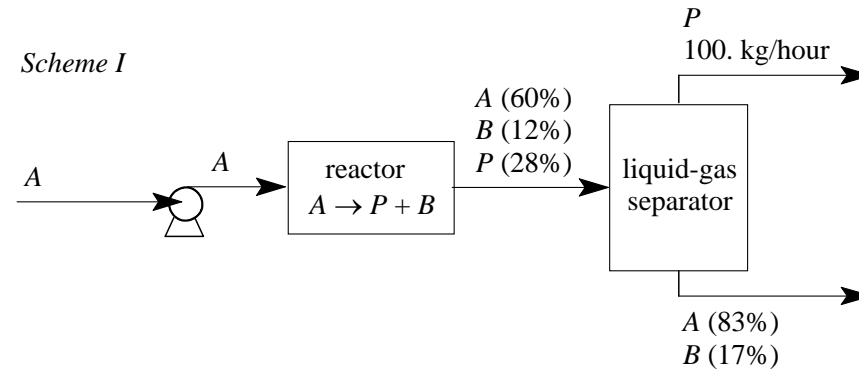 Scheme I
P
100. kg/hour
A
A
reactor
A → P + B
A (60%)
B (12%)
P (28%)
liquid-gas
separator
A (83%)
B (17%)